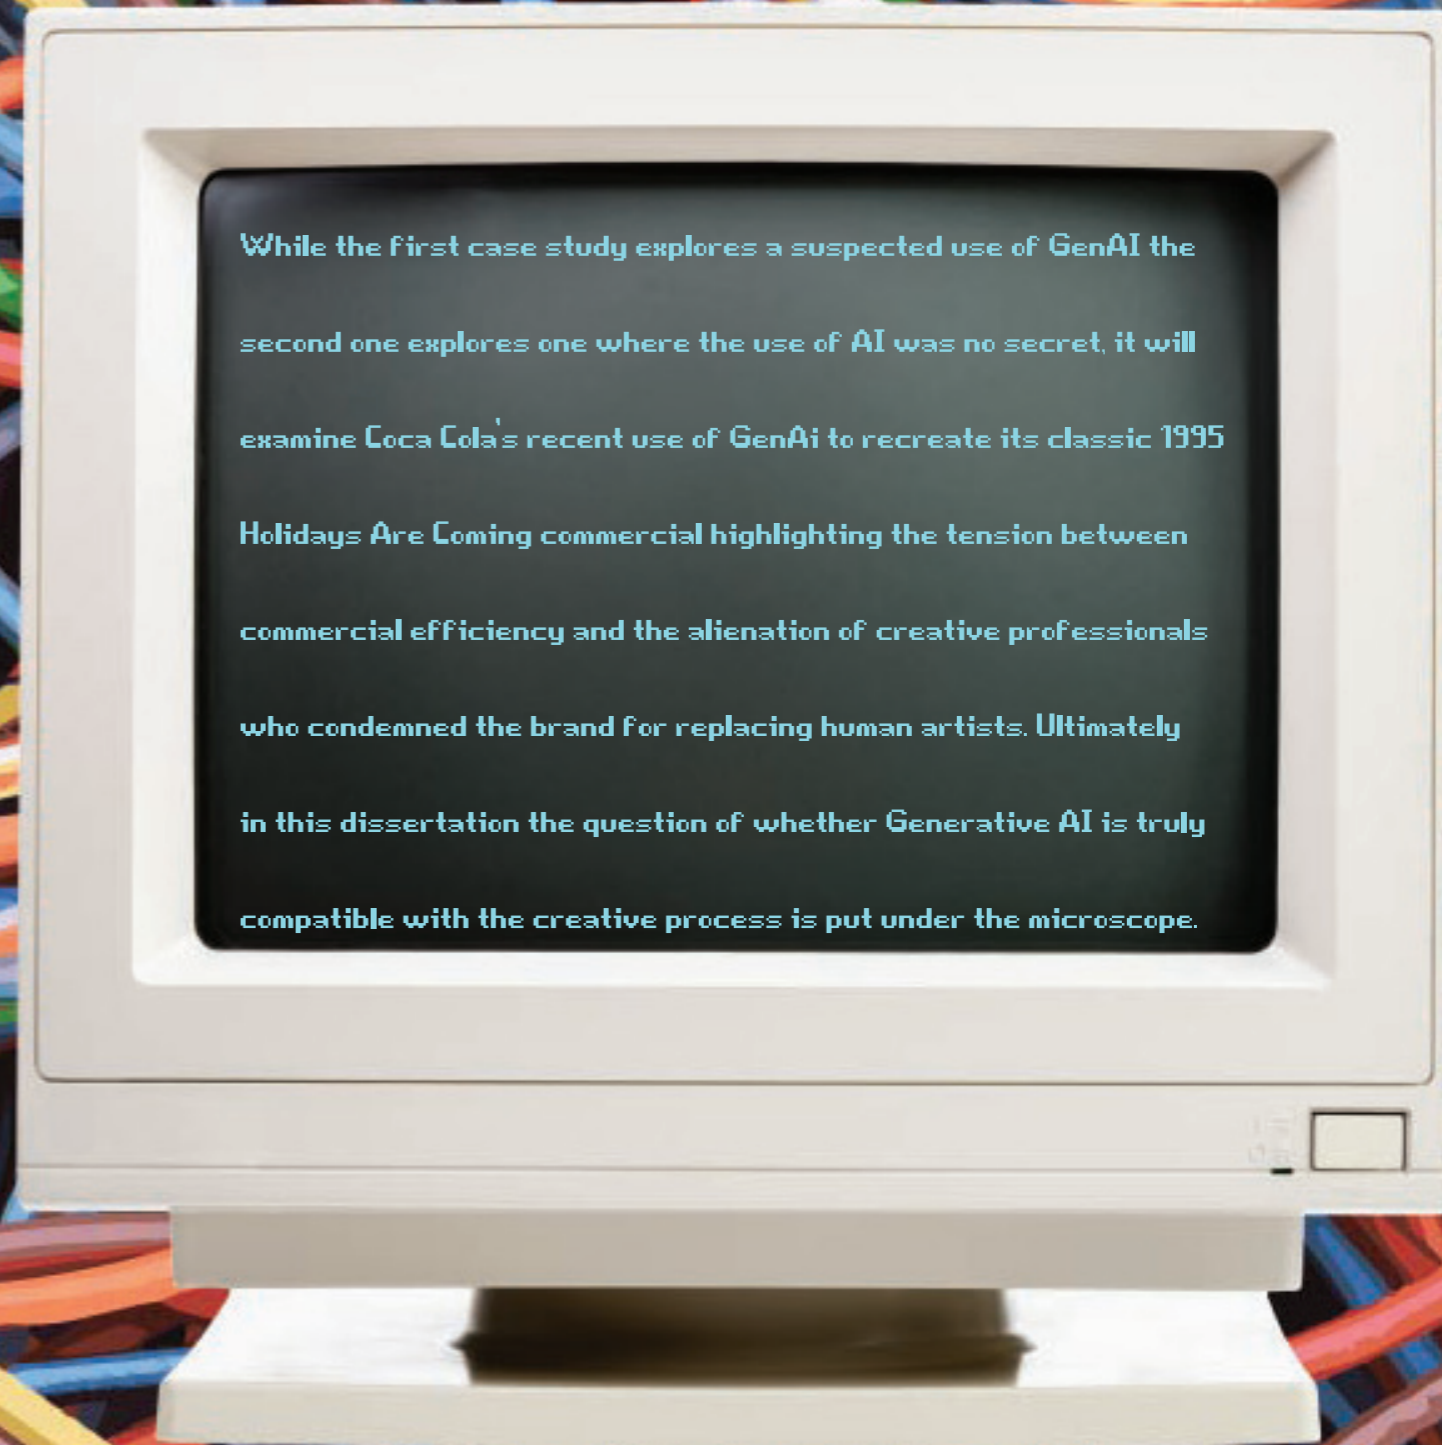 While the first case study explores a suspected use of GenAI the
second one explores one where the use of AI was no secret, it will
examine Coca Cola's recent use of GenAi to recreate its classic 1995
Holidays Are Coming commercial highlighting the tension between
commercial efficiency and the alienation of creative professionals
who condemned the brand for replacing human artists. Ultimately
in this dissertation the question of whether Generative AI is truly
compatible with the creative process is put under the microscope.